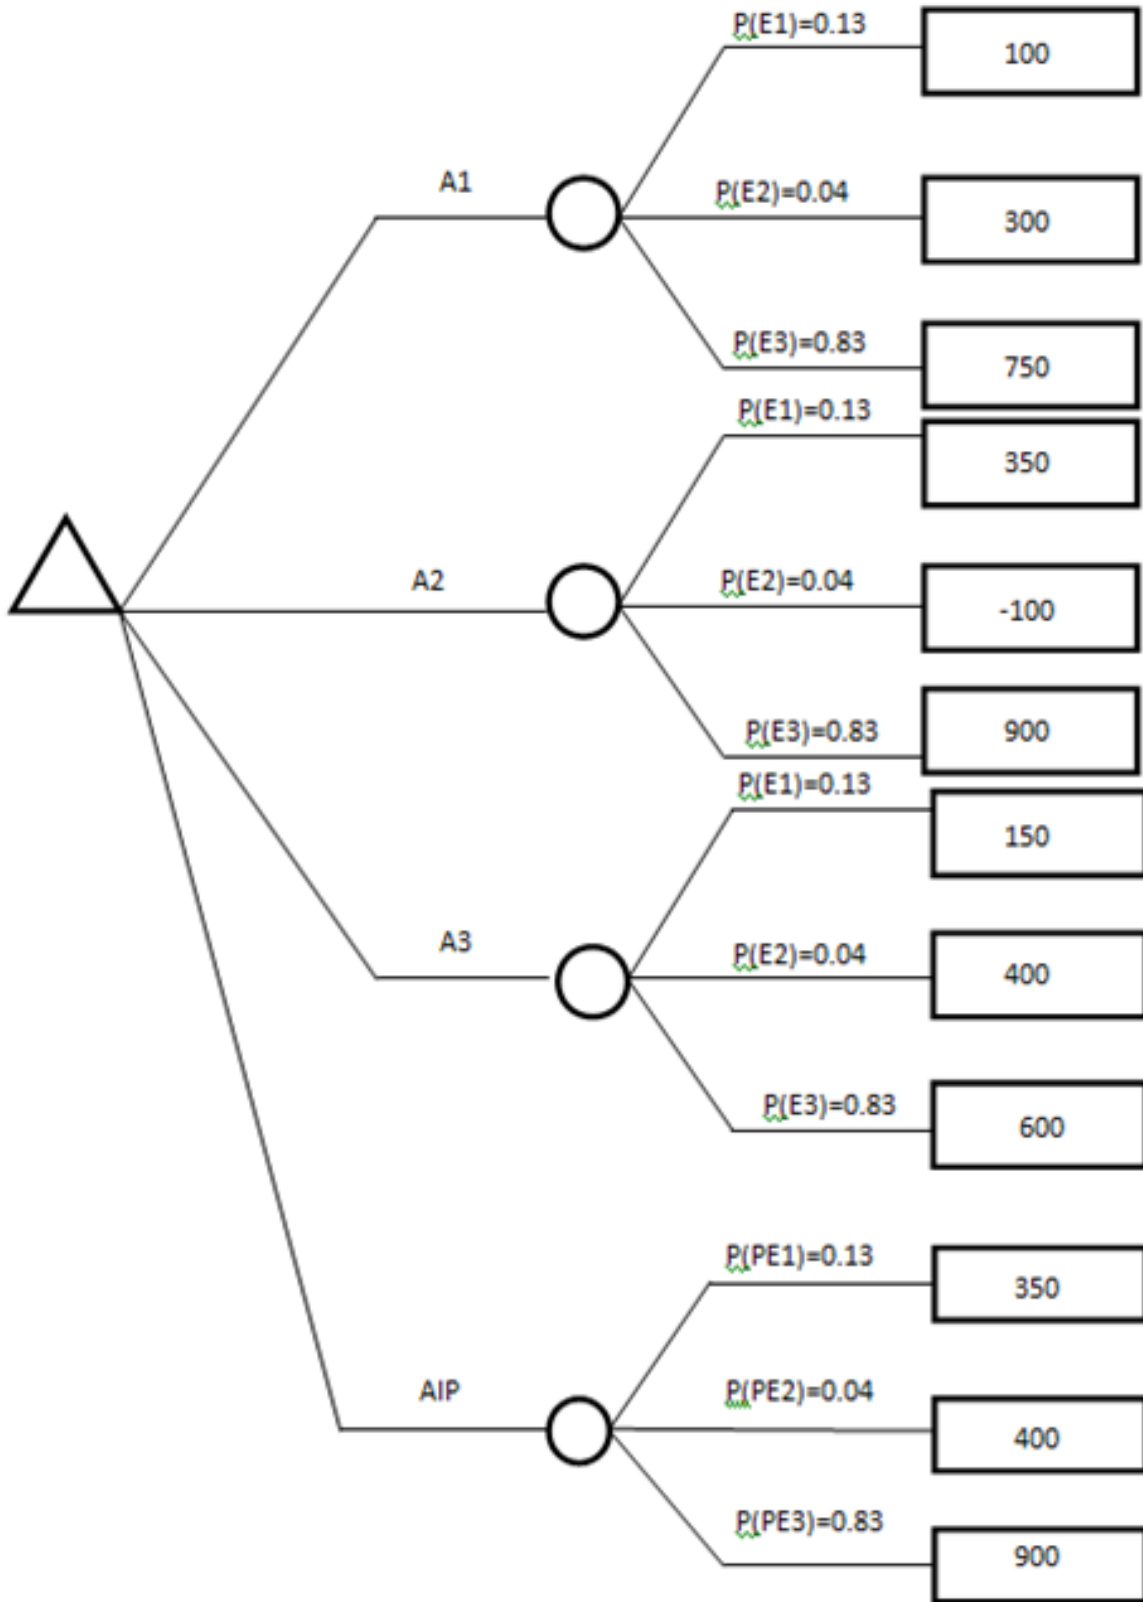 P(E1)=0.13
100
A1
P(E2)=0.04
300
P(E3)=0.83
750
P(E1)=0.13
350
A2
P(E2)=0.04
-100
P(E3)=0.83
900
P(E1)=0.13
150
A3
P(E2)=0.04
400
P(E3)=0.83
600
P(PE1)=0.13
350
AIP
P(PE2)=0.04
400
P(PE3)=0.83
900